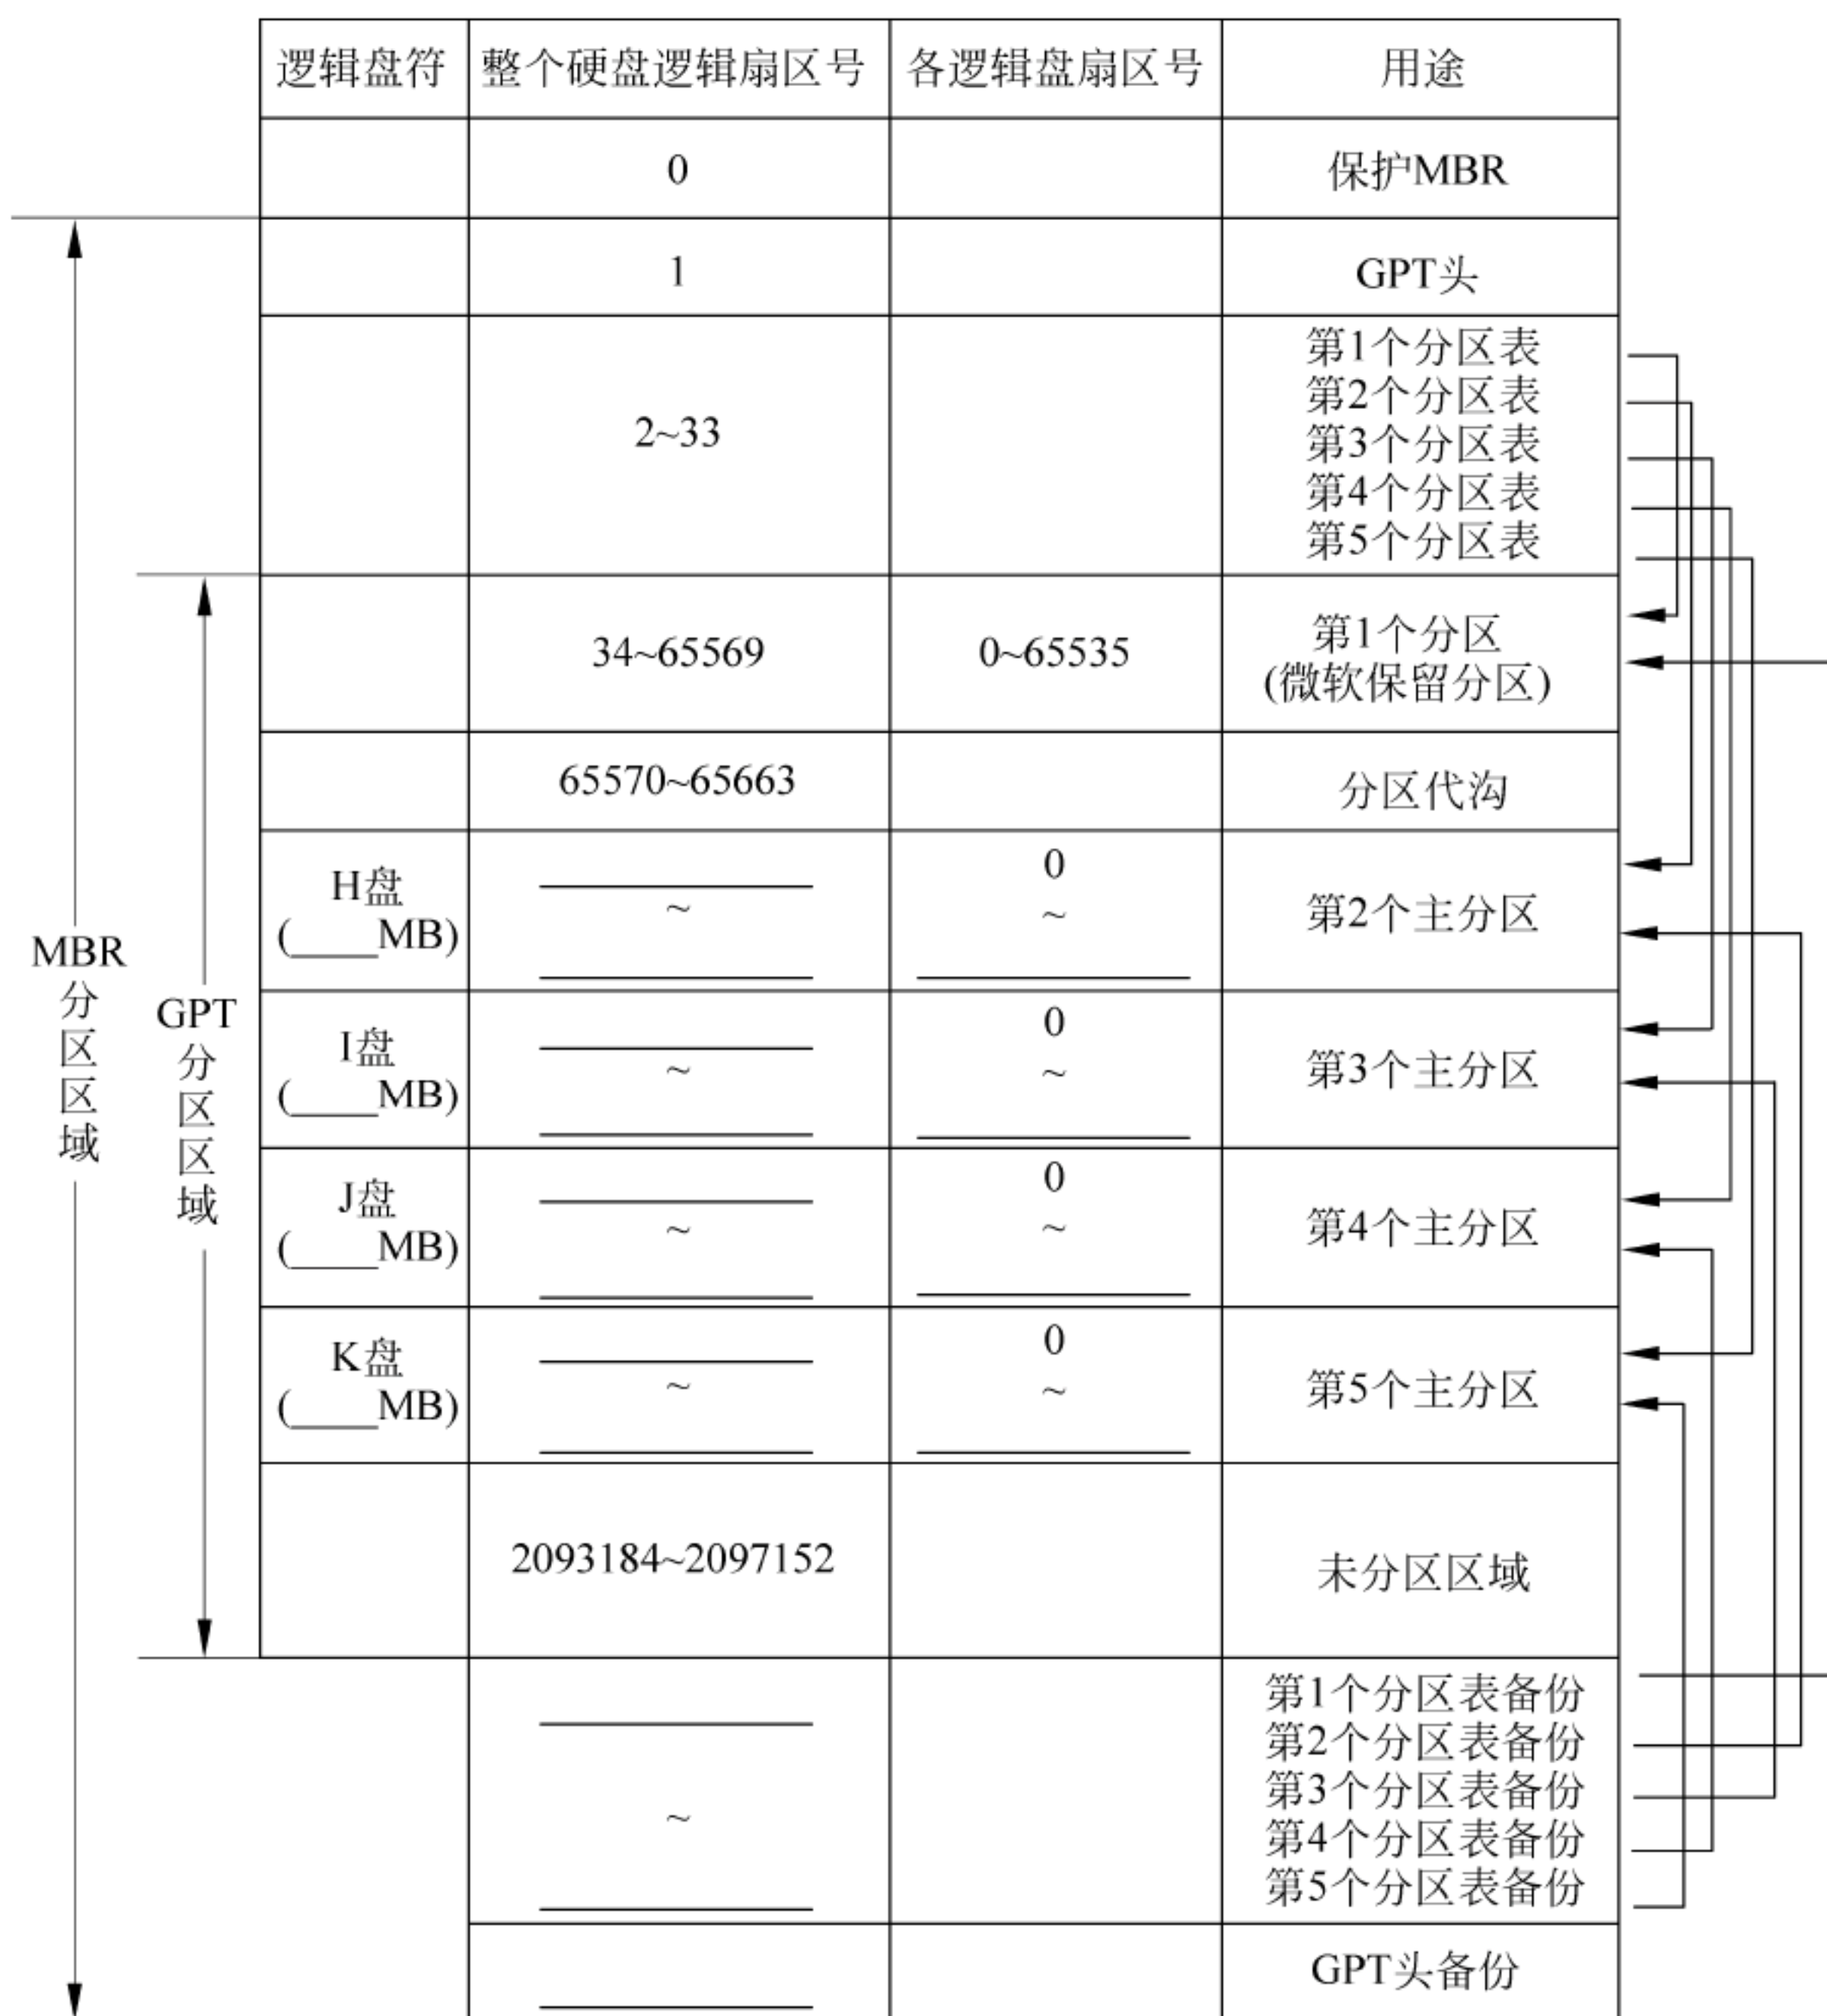 逻辑盘符 整个硬盘逻辑扇区号 各逻辑盘扇区号 用途
0 保护MBR
1 GPT头
2~33
第1个分区表
第2个分区表
第3个分区表
第4个分区表
第5个分区表
34~65569 0~65535
第1个分区
(微软保留分区)
65570~65663 分区代沟
H盘
(____MB)
~
0
~
第2个主分区
I盘
(____MB)
~
0
~
第3个主分区
J盘
(____MB)
~
0
~
第4个主分区
K盘
(____MB)
~
0
~
第5个主分区
2093184~2097152 未分区区域
~
第1个分区表备份
第2个分区表备份
第3个分区表备份
第4个分区表备份
第5个分区表备份
GPT头备份
MBR
分
区
区
域
GPT
分
区
区
域